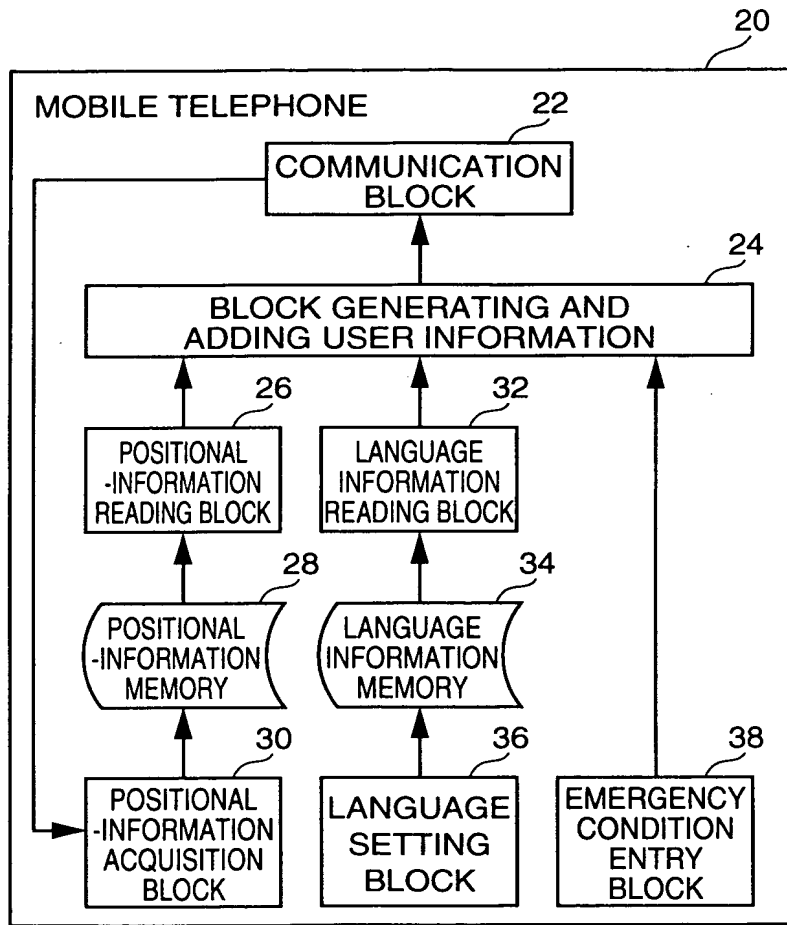 20
MOBILE TELEPHONE
22
COMMUNICATION
BLOCK
24
BLOCK GENERATING AND
ADDING USER INFORMATION
26
POSITIONAL
-INFORMATION
READING BLOCK
32
LANGUAGE
INFORMATION
READING BLOCK
28
POSITIONAL
-INFORMATION
MEMORY
34
LANGUAGE
INFORMATION
MEMORY
30
POSITIONAL
-INFORMATION
ACQUISITION
BLOCK
36
LANGUAGE
SETTING
BLOCK
38
EMERGENCY
CONDITION
ENTRY
BLOCK